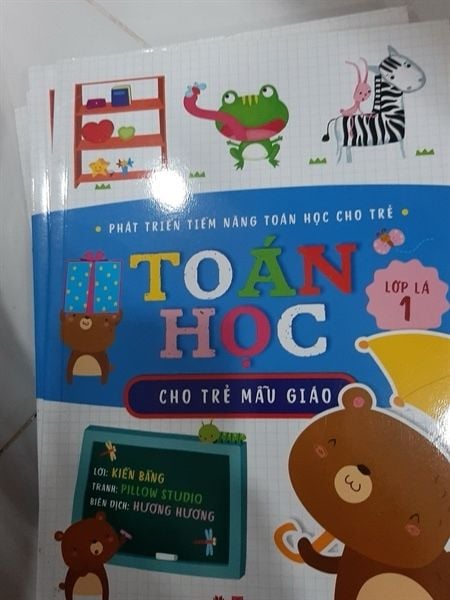 PHÁT TRIỂN TIỀM NĂNG TOÁN HỌC CHO TRẺ
TOÁN
HỌC
LỚP LÁ
1
CHO TRẺ MẪU GIÁO
LỜI: KIẾN BẰNG
TRANH: PILLOW STUDIO
BIÊN DỊCH: HƯƠNG HƯƠNG